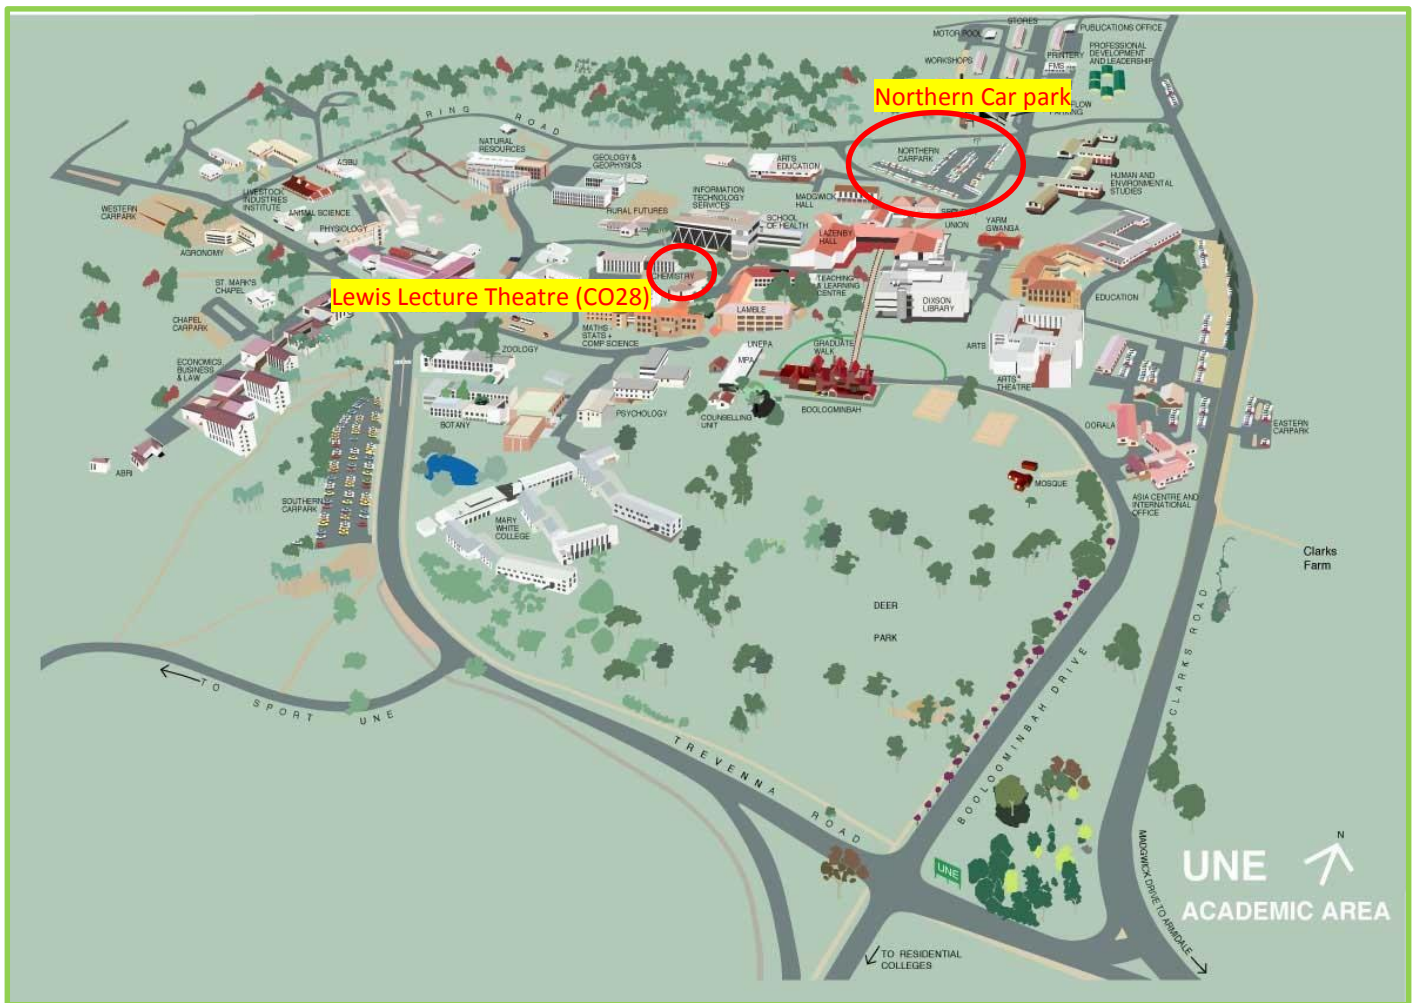 STORES
PUBLICATIONS OFFICE
MOTOR POOL
PRINTERY
PROFESSIONAL
DEVELOPMENT
AND LEADERSHIP
WORKSHOPS
FMS
Northern Car park
RING ROAD
NORTHERN
CARPARK
NATURAL
RESOURCES
GEOLOGY &
GEOPHYSICS
ARTS
EDUCATION
AGBU
HUMAN AND
ENVIRONMENTAL
STUDIES
LIVESTOCK
INDUSTRIES
INSTITUTE
INFORMATION
TECHNOLOGY
SERVICES
MADGWICK
HALL
WESTERN
CARPARK
ANIMAL SCIENCE
RURAL FUTURES
SCHOOL
OF HEALTH
LAZENBY
HALL
UNION
YARM
GWANGA
PHYSIOLOGY
AGRONOMY
CHEMISTRY
TEACHING
& LEARNING
CENTRE
ST. MARK'S
CHAPEL
Lewis Lecture Theatre (CO28)
LAMBLE
DIXSON
LIBRARY
EDUCATION
CHAPEL
CARPARK
MATHS -
STATS +
COMP SCIENCE
ZOOLOGY
UNEPA
MPA
GRADUATE
WALK
ARTS
ECONOMICS,
BUSINESS
& LAW
ARTS
THEATRE
BOOLOOMINBAH
PSYCHOLOGY
COUNSELLING
UNIT
BOTANY
OORALA
EASTERN
CARPARK
ABRI
MOSQUE
SOUTHERN
CARPARK
ASIA CENTRE AND
INTERNATIONAL
OFFICE
MARY
WHITE
COLLEGE
Clarks
Farm
DEER
PARK
CLARKS ROAD
BOOLOOMINBAH DRIVE
TO SPORT UNE
TREVENNA ROAD
MADGWICK DRIVE TO ARMIDALE
N
UNE
UNE
ACADEMIC AREA
TO RESIDENTIAL
COLLEGES